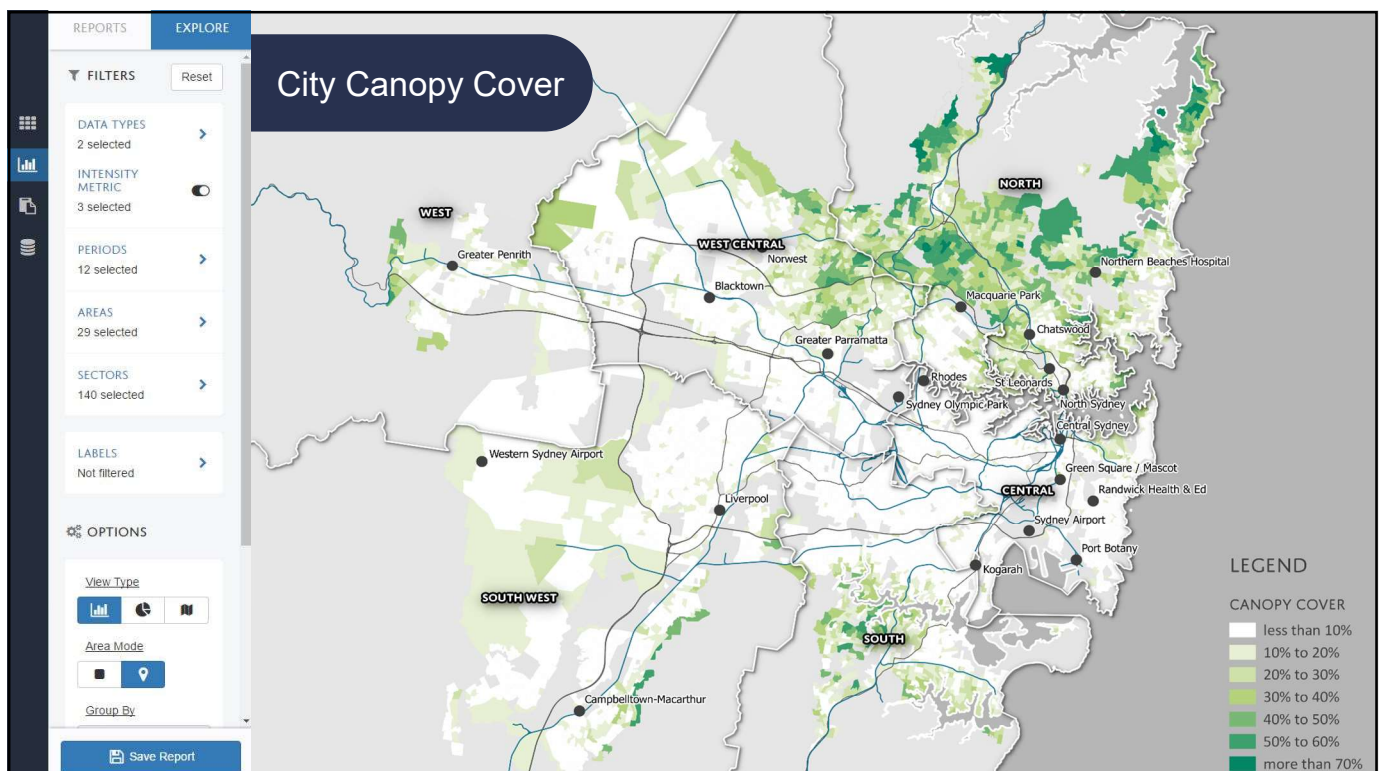 REPORTS
EXPLORE
FILTERS
Reset
DATA TYPES
2 selected
INTENSITY
METRIC
3 selected
PERIODS
12 selected
AREAS
29 selected
SECTORS
140 selected
LABELS
Not filtered
OPTIONS
View Type
Area Mode
Group By
Save Report
City Canopy Cover
NORTH
WEST
WEST CENTRAL
Norwest
Greater Penrith
Northern Beaches Hospital
Blacktown
Macquarie Park
Chatswood
Greater Parramatta
Rhodes
St Leonards
Sydney Olympic Park
North Sydney
Central Sydney
Western Sydney Airport
Green Square / Mascot
CENTRAL
Randwick Health & Ed
Liverpool
Sydney Airport
Port Botany
Kogarah
SOUTH WEST
SOUTH
Campbelltown-Macarthur
LEGEND
CANOPY COVER
less than 10%
10% to 20%
20% to 30%
30% to 40%
40% to 50%
50% to 60%
more than 70%